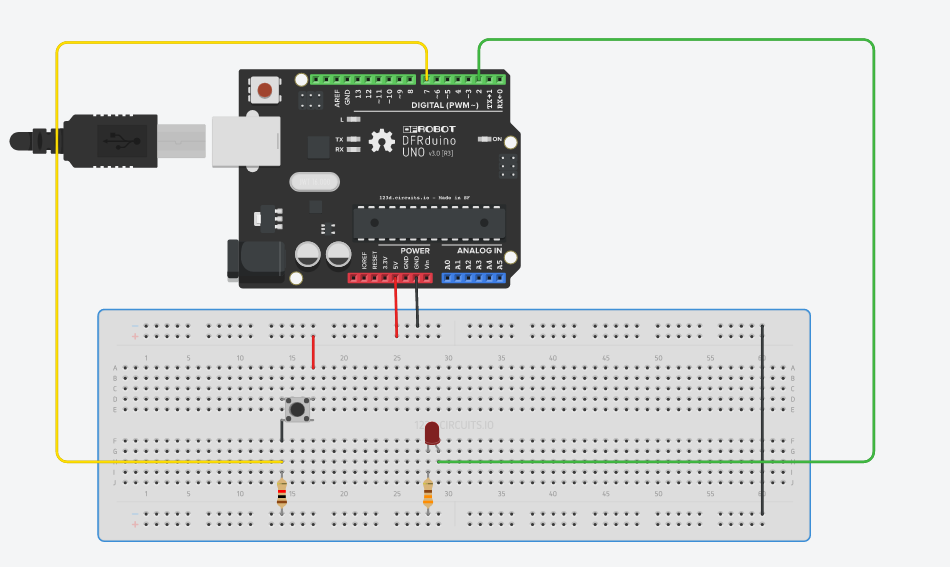 AREF
GND
13
12
~11
~10
~9
8
7
~6
~5
4
~3
2
TX→1
RX←0
DIGITAL (PWM~)
L
TX
RX
DFROBOT
DFRduino
UNO v3.0 [R3]
ON
123d.circuits.io - Made in SF
POWER
ANALOG IN
IOREF
RESET
3.3V
5V
GND
GND
Vin
A0
A1
A2
A3
A4
A5
1 5 10 15 20 25 30 35 40 45 50 55 60
A A
B B
C C
D D
E E
CIRCUITS.IO
F F
G G
H
I I
J J
1 5 10 15 20 25 30 35 40 45 50 55 60